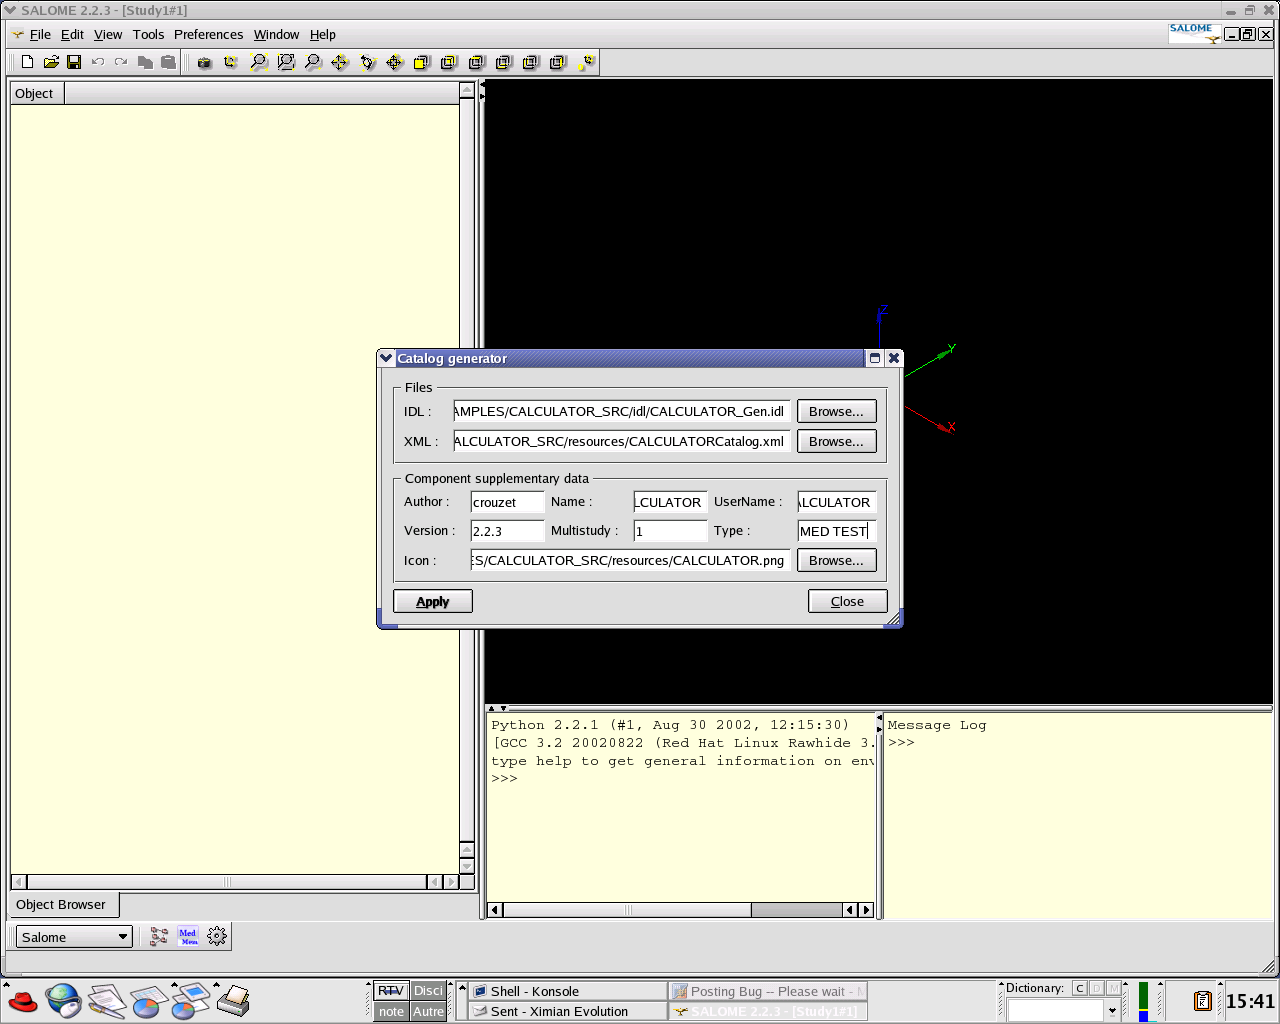 SALOME 2.2.3 - [Study1#1]
File Edit View Tools Preferences Window Help
SALOME
Object
Z
Y
X
Catalog generator
Files
IDL : AMPLES/CALCULATOR_SRC/idl/CALCULATOR_Gen.idl Browse...
XML : ALCULATOR_SRC/resources/CALCULATORCatalog.xml Browse...
Component supplementary data
Author : crouzet Name : LCULATOR UserName : ALCULATOR
Version : 2.2.3 Multistudy : 1 Type : MED TEST
Icon : ES/CALCULATOR_SRC/resources/CALCULATOR.png Browse...
Apply Close
Python 2.2.1 (#1, Aug 30 2002, 12:15:30)
[GCC 3.2 20020822 (Red Hat Linux Rawhide 3.
type help to get general information on env
>>>
Message Log
>>>
Object Browser
Salome
Med
Mem
RTV Disci
note Autre
Shell - Konsole
Posting Bug -- Please wait - M
Sent - Ximian Evolution
SALOME 2.2.3 - [Study1#1]
Dictionary: C D M
15:41